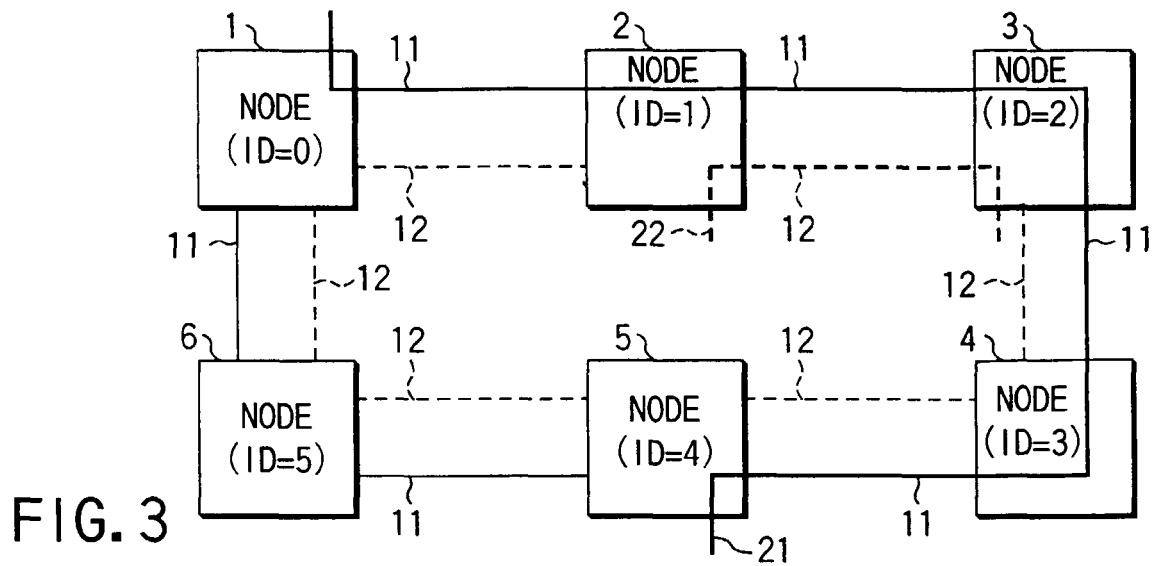 1
2
3
11
11
NODE
(ID=0)
NODE
(ID=1)
NODE
(ID=2)
12
22
12
11
12
11
12
6
5
4
12
12
NODE
(ID=5)
NODE
(ID=4)
NODE
(ID=3)
11
11
21
FIG. 3